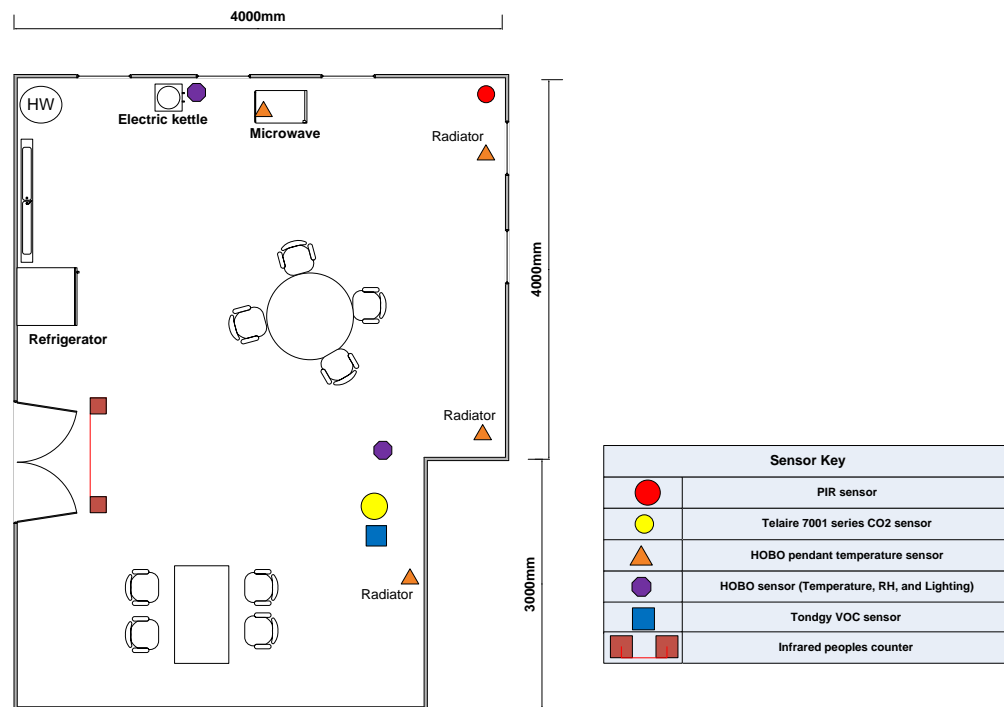 4000mm
HW
Electric kettle
Microwave
Radiator
4000mm
Refrigerator
Radiator
Radiator
3000mm
Sensor Key
PIR sensor
Telaire 7001 series CO2 sensor
HOBO pendant temperature sensor
HOBO sensor (Temperature, RH, and Lighting)
Tondgy VOC sensor
Infrared peoples counter